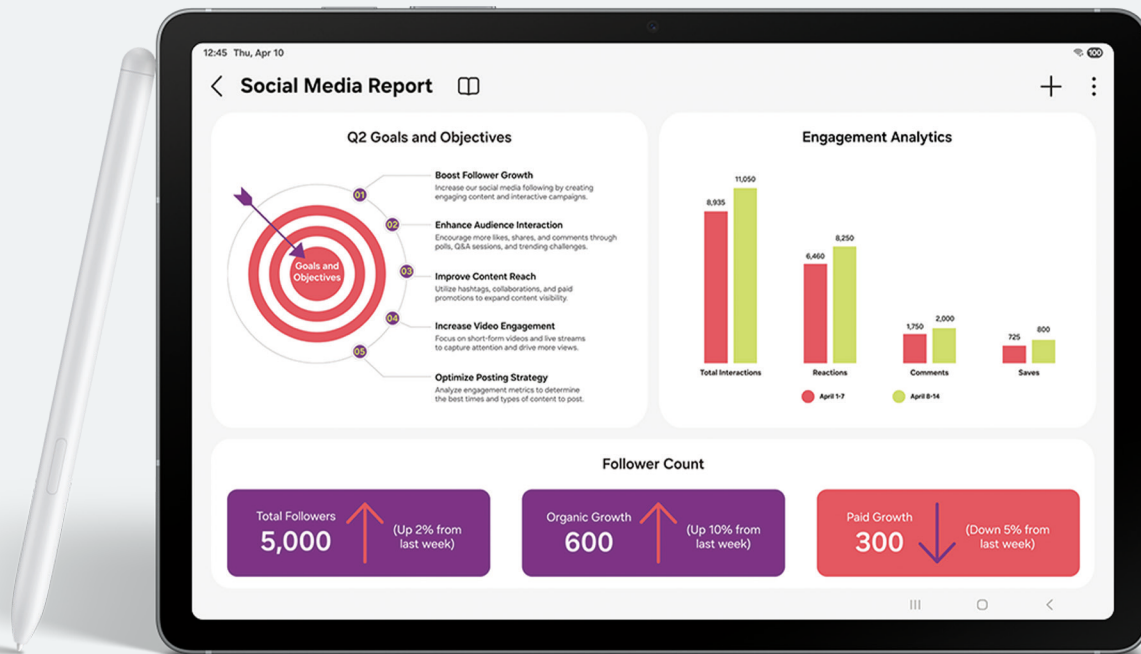 12:45 Thu, Apr 10
100
Social Media Report
Q2 Goals and Objectives
Goals and
Objectives
01
Boost Follower Growth
Increase our social media following by creating
engaging content and interactive campaigns.
02
Enhance Audience Interaction
Encourage more likes, shares, and comments through
polls, Q&A sessions, and trending challenges.
03
Improve Content Reach
Utilize hashtags, collaborations, and paid
promotions to expand content visibility.
04
Increase Video Engagement
Focus on short-form videos and live streams
to capture attention and drive more views.
05
Optimize Posting Strategy
Analyze engagement metrics to determine
the best times and types of content to post.
Engagement Analytics
8,935
11,050
Total Interactions
6,460
8,250
Reactions
1,750
2,000
Comments
725
800
Saves
April 1-7
April 8-14
Follower Count
Total Followers
5,000
(Up 2% from
last week)
Organic Growth
600
(Up 10% from
last week)
Paid Growth
300
(Down 5% from
last week)